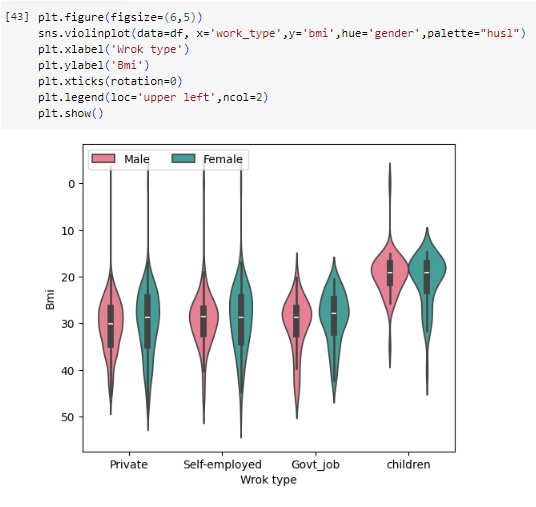 [43] plt.figure(figsize=(6,5))
sns.violinplot(data=df, x='work_type',y='bmi',hue='gender',palette="husl")
plt.xlabel('Wrok type')
plt.ylabel('Bmi')
plt.xticks(rotation=0)
plt.legend(loc='upper left',ncol=2)
plt.show()
Male Female
0
10
20
30
40
50
Bmi
Private Self-employed Govt_job children
Wrok type